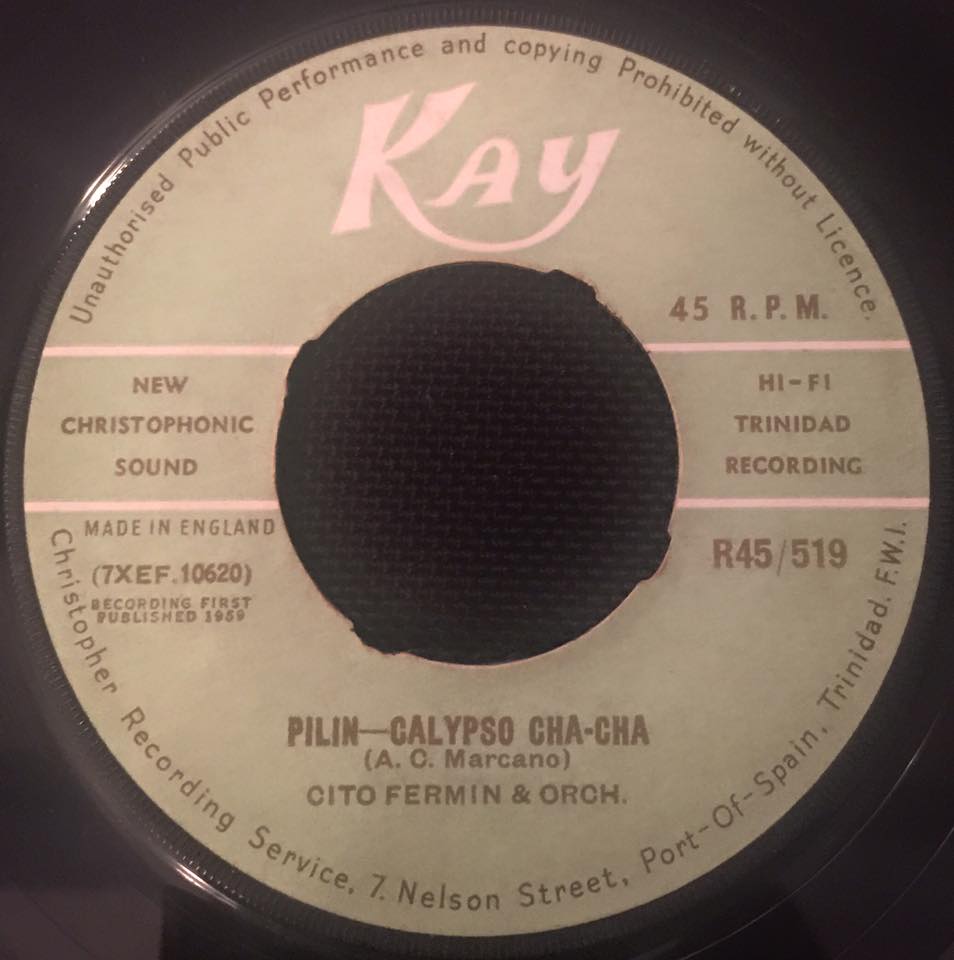 Unauthorised Public Performance and copying Prohibited without Licence.
KAY
45 R.P.M.
NEW
CHRISTOPHONIC
SOUND
HI-FI
TRINIDAD
RECORDING
MADE IN ENGLAND
(7XEF.10620)
RECORDING FIRST
PUBLISHED 1959
R45/519
PILIN—CALYPSO CHA-CHA
(A. C. Marcano)
CITO FERMIN & ORCH.
Christopher Recording Service, 7. Nelson Street, Port-Of-Spain, Trinidad. F.W.I.